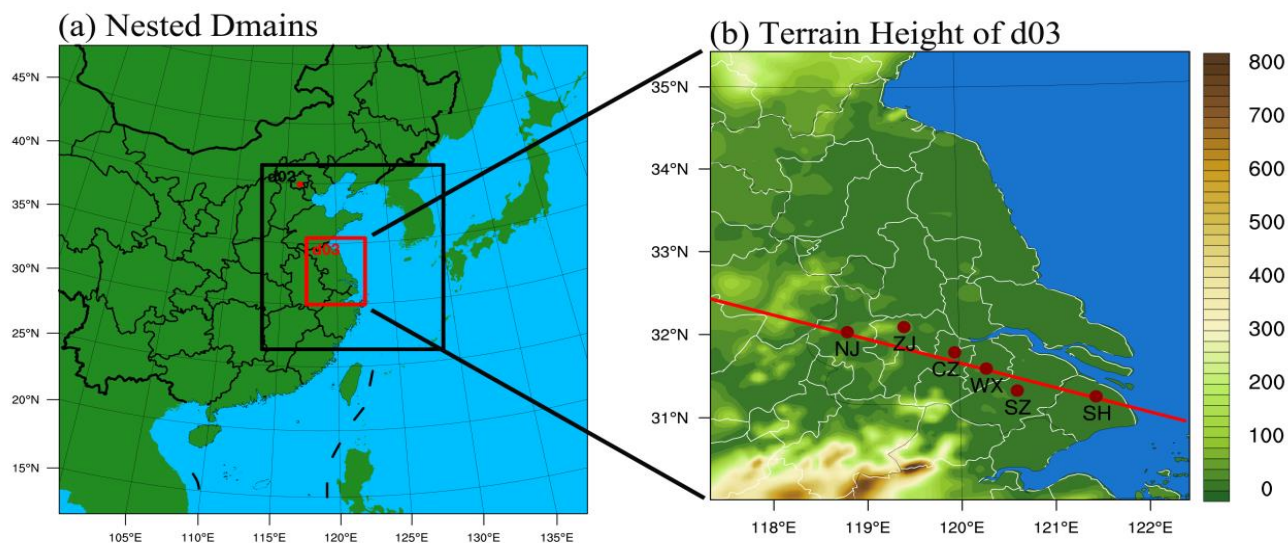 (a) Nested Dmains
(b) Terrain Height of d03
45°N
40°N
35°N
30°N
25°N
20°N
15°N
105°E
110°E
115°E
120°E
125°E
130°E
135°E
d02
d03
35°N
34°N
33°N
32°N
31°N
118°E
119°E
120°E
121°E
122°E
NJ
ZJ
CZ
WX
SZ
SH
800
700
600
500
400
300
200
100
0